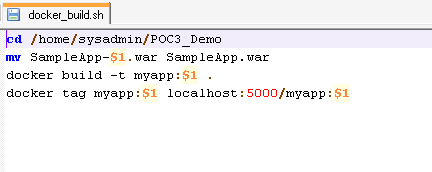 docker_build.sh
cd /home/sysadmin/POC3_Demo
mv SampleApp-$1.war SampleApp.war
docker build -t myapp:$1 .
docker tag myapp:$1 localhost:5000/myapp:$1